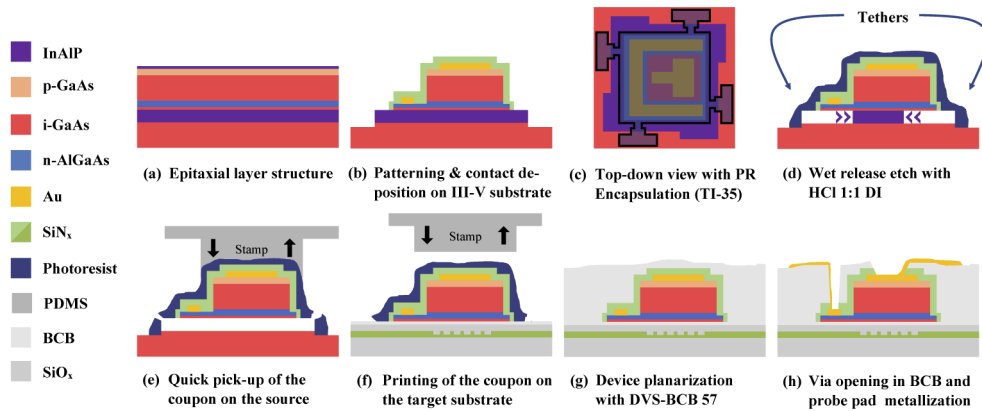 InAlP
p-GaAs
i-GaAs
n-AlGaAs
Au
SiNx
Photoresist
PDMS
BCB
SiOx
(a) Epitaxial layer structure
(b) Patterning & contact de-
position on III-V substrate
(c) Top-down view with PR
Encapsulation (TI-35)
Tethers
(d) Wet release etch with
HCl 1:1 DI
Stamp
(e) Quick pick-up of the
coupon on the source
Stamp
(f) Printing of the coupon on
the target substrate
(g) Device planarization
with DVS-BCB 57
(h) Via opening in BCB and
probe pad metallization